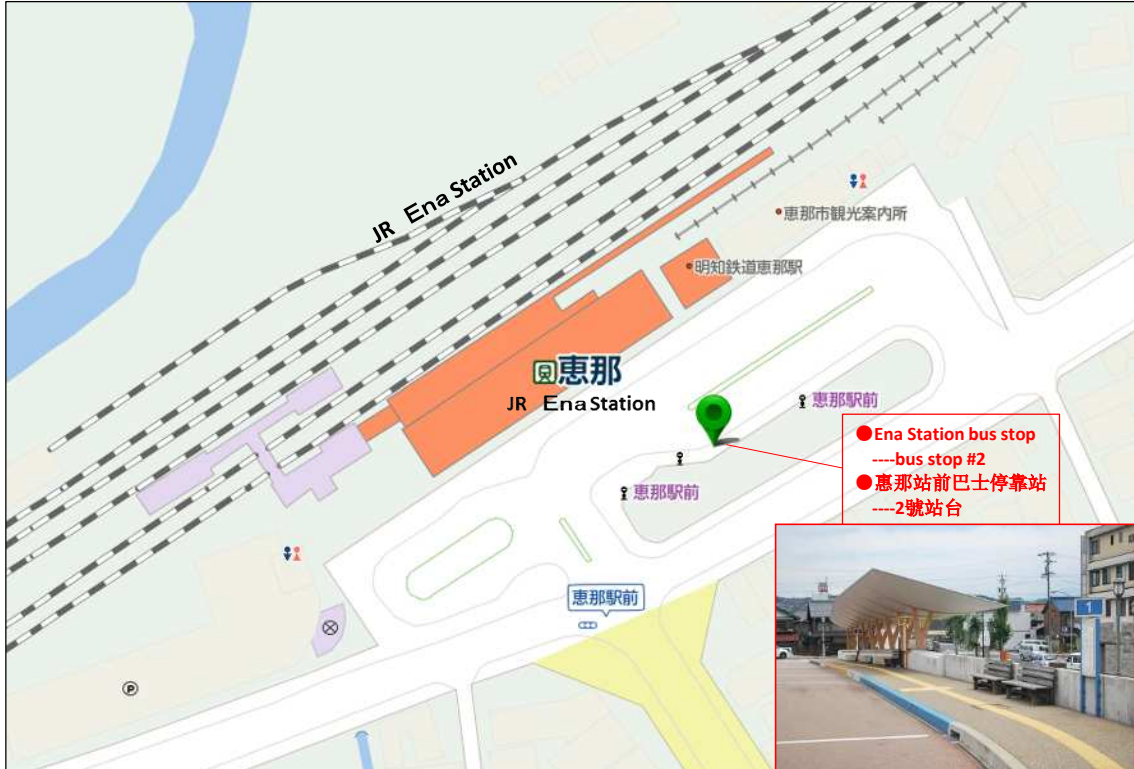 JR Ena Station
恵那市観光案内所
明知鉄道恵那駅
恵那
JR Ena Station
恵那駅前
●Ena Station bus stop
----bus stop #2
●惠那站前巴士停靠站
----2號站台
恵那駅前
恵那駅前
P
1